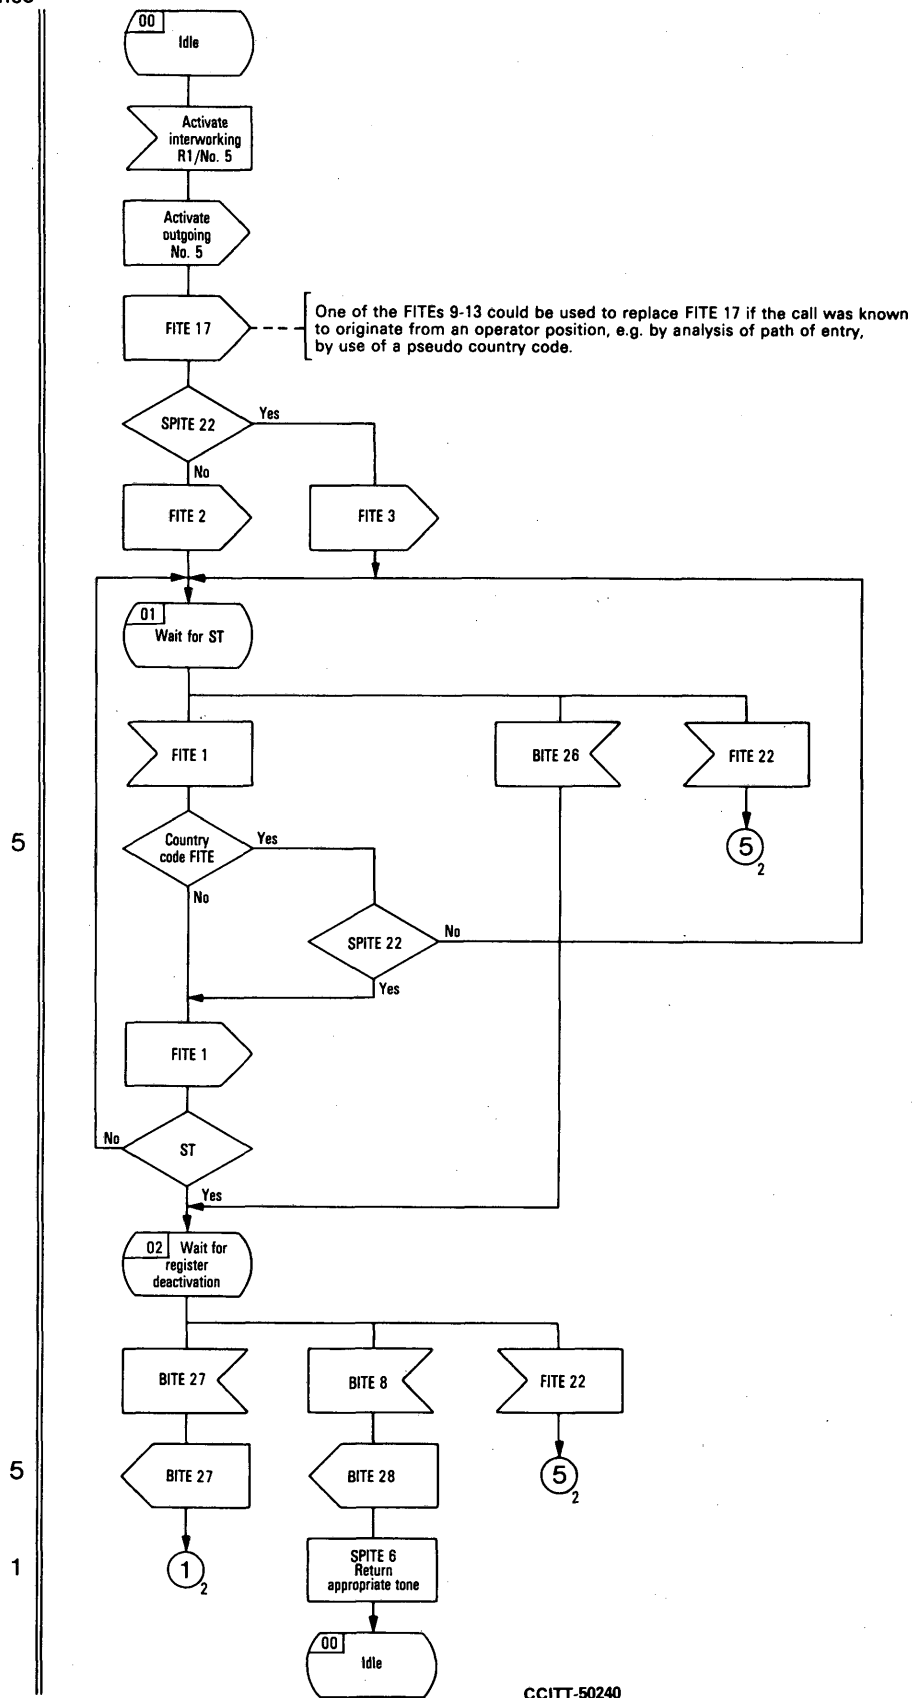 00
Idle
Activate
interworking
R1/No. 5
Activate
outgoing
No. 5
FITE 17
One of the FITEs 9-13 could be used to replace FITE 17 if the call was known
to originate from an operator position, e.g. by analysis of path of entry,
by use of a pseudo country code.
SPITE 22
Yes
No
FITE 2
FITE 3
01
Wait for ST
FITE 1
BITE 26
FITE 22
5
Country
code FITE
Yes
5
2
No
SPITE 22
No
Yes
FITE 1
No
ST
Yes
02 Wait for
register
deactivation
BITE 27
BITE 8
FITE 22
5
BITE 27
BITE 28
5
2
1
1
2
SPITE 6
Return
appropriate tone
00
Idle
CCITT-50240